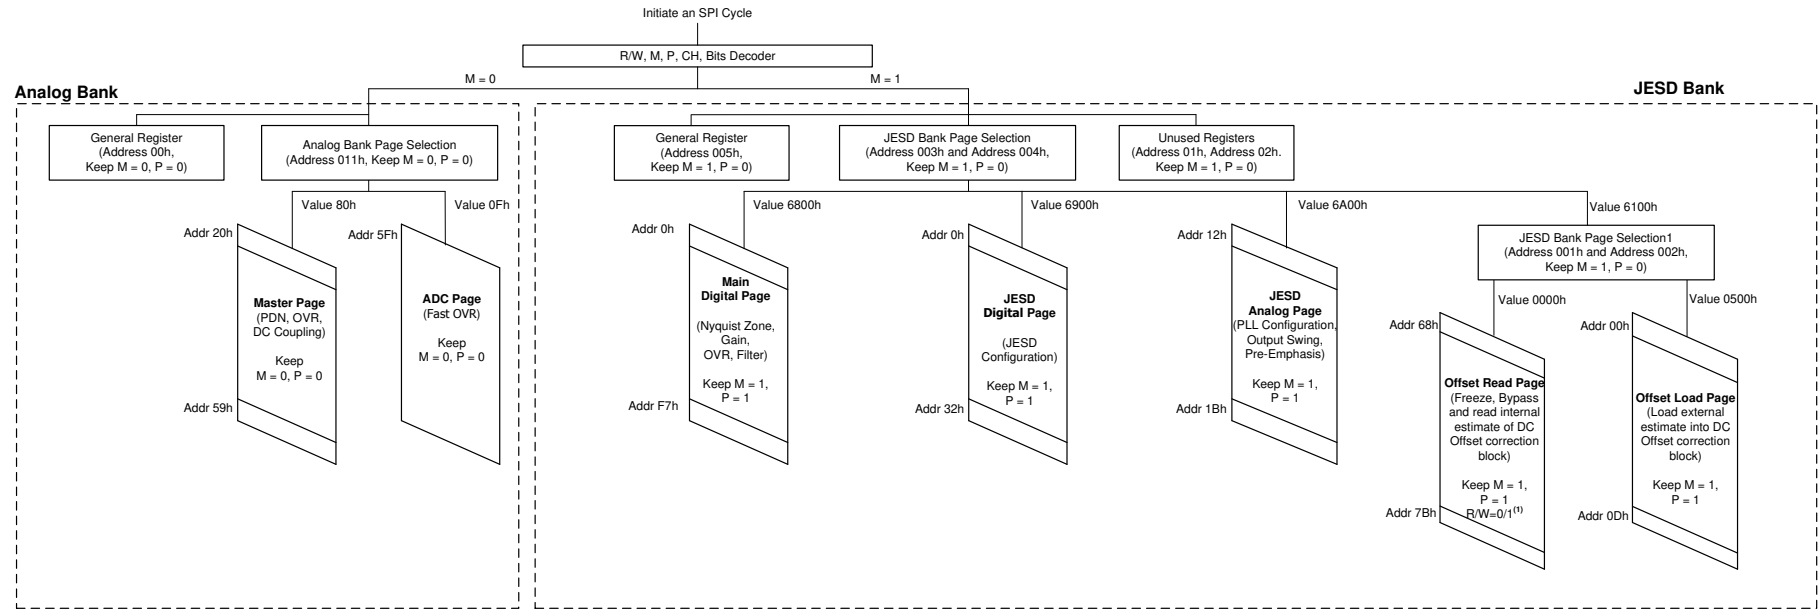 Initiate an SPI Cycle
R/W, M, P, CH, Bits Decoder
M = 0
M = 1
Analog Bank
JESD Bank
General Register
(Address 00h,
Keep M = 0, P = 0)
Analog Bank Page Selection
(Address 011h, Keep M = 0, P = 0)
General Register
(Address 005h,
Keep M = 1, P = 0)
JESD Bank Page Selection
(Address 003h and Address 004h,
Keep M = 1, P = 0)
Unused Registers
(Address 01h, Address 02h.
Keep M = 1, P = 0)
Value 80h
Value 0Fh
Value 6800h
Value 6900h
Value 6A00h
Value 6100h
Addr 20h
Master Page
(PDN, OVR,
DC Coupling)
Keep
M = 0, P = 0
Addr 59h
Addr 5Fh
ADC Page
(Fast OVR)
Keep
M = 0, P = 0
Addr 0h
Main
Digital Page
(Nyquist Zone,
Gain,
OVR, Filter)
Keep M = 1,
P = 1
Addr F7h
Addr 0h
JESD
Digital Page
(JESD
Configuration)
Keep M = 1,
P = 1
Addr 32h
Addr 12h
JESD
Analog Page
(PLL Configuration,
Output Swing,
Pre-Emphasis)
Keep M = 1,
P = 1
Addr 1Bh
JESD Bank Page Selection1
(Address 001h and Address 002h,
Keep M = 1, P = 0)
Value 0000h
Value 0500h
Addr 68h
Offset Read Page
(Freeze, Bypass
and read internal
estimate of DC
Offset correction
block)
Keep M = 1,
P = 1
R/W=0/1(1)
Addr 7Bh
Addr 00h
Offset Load Page
(Load external
estimate into DC
Offset correction
block)
Keep M = 1,
P = 1
Addr 0Dh